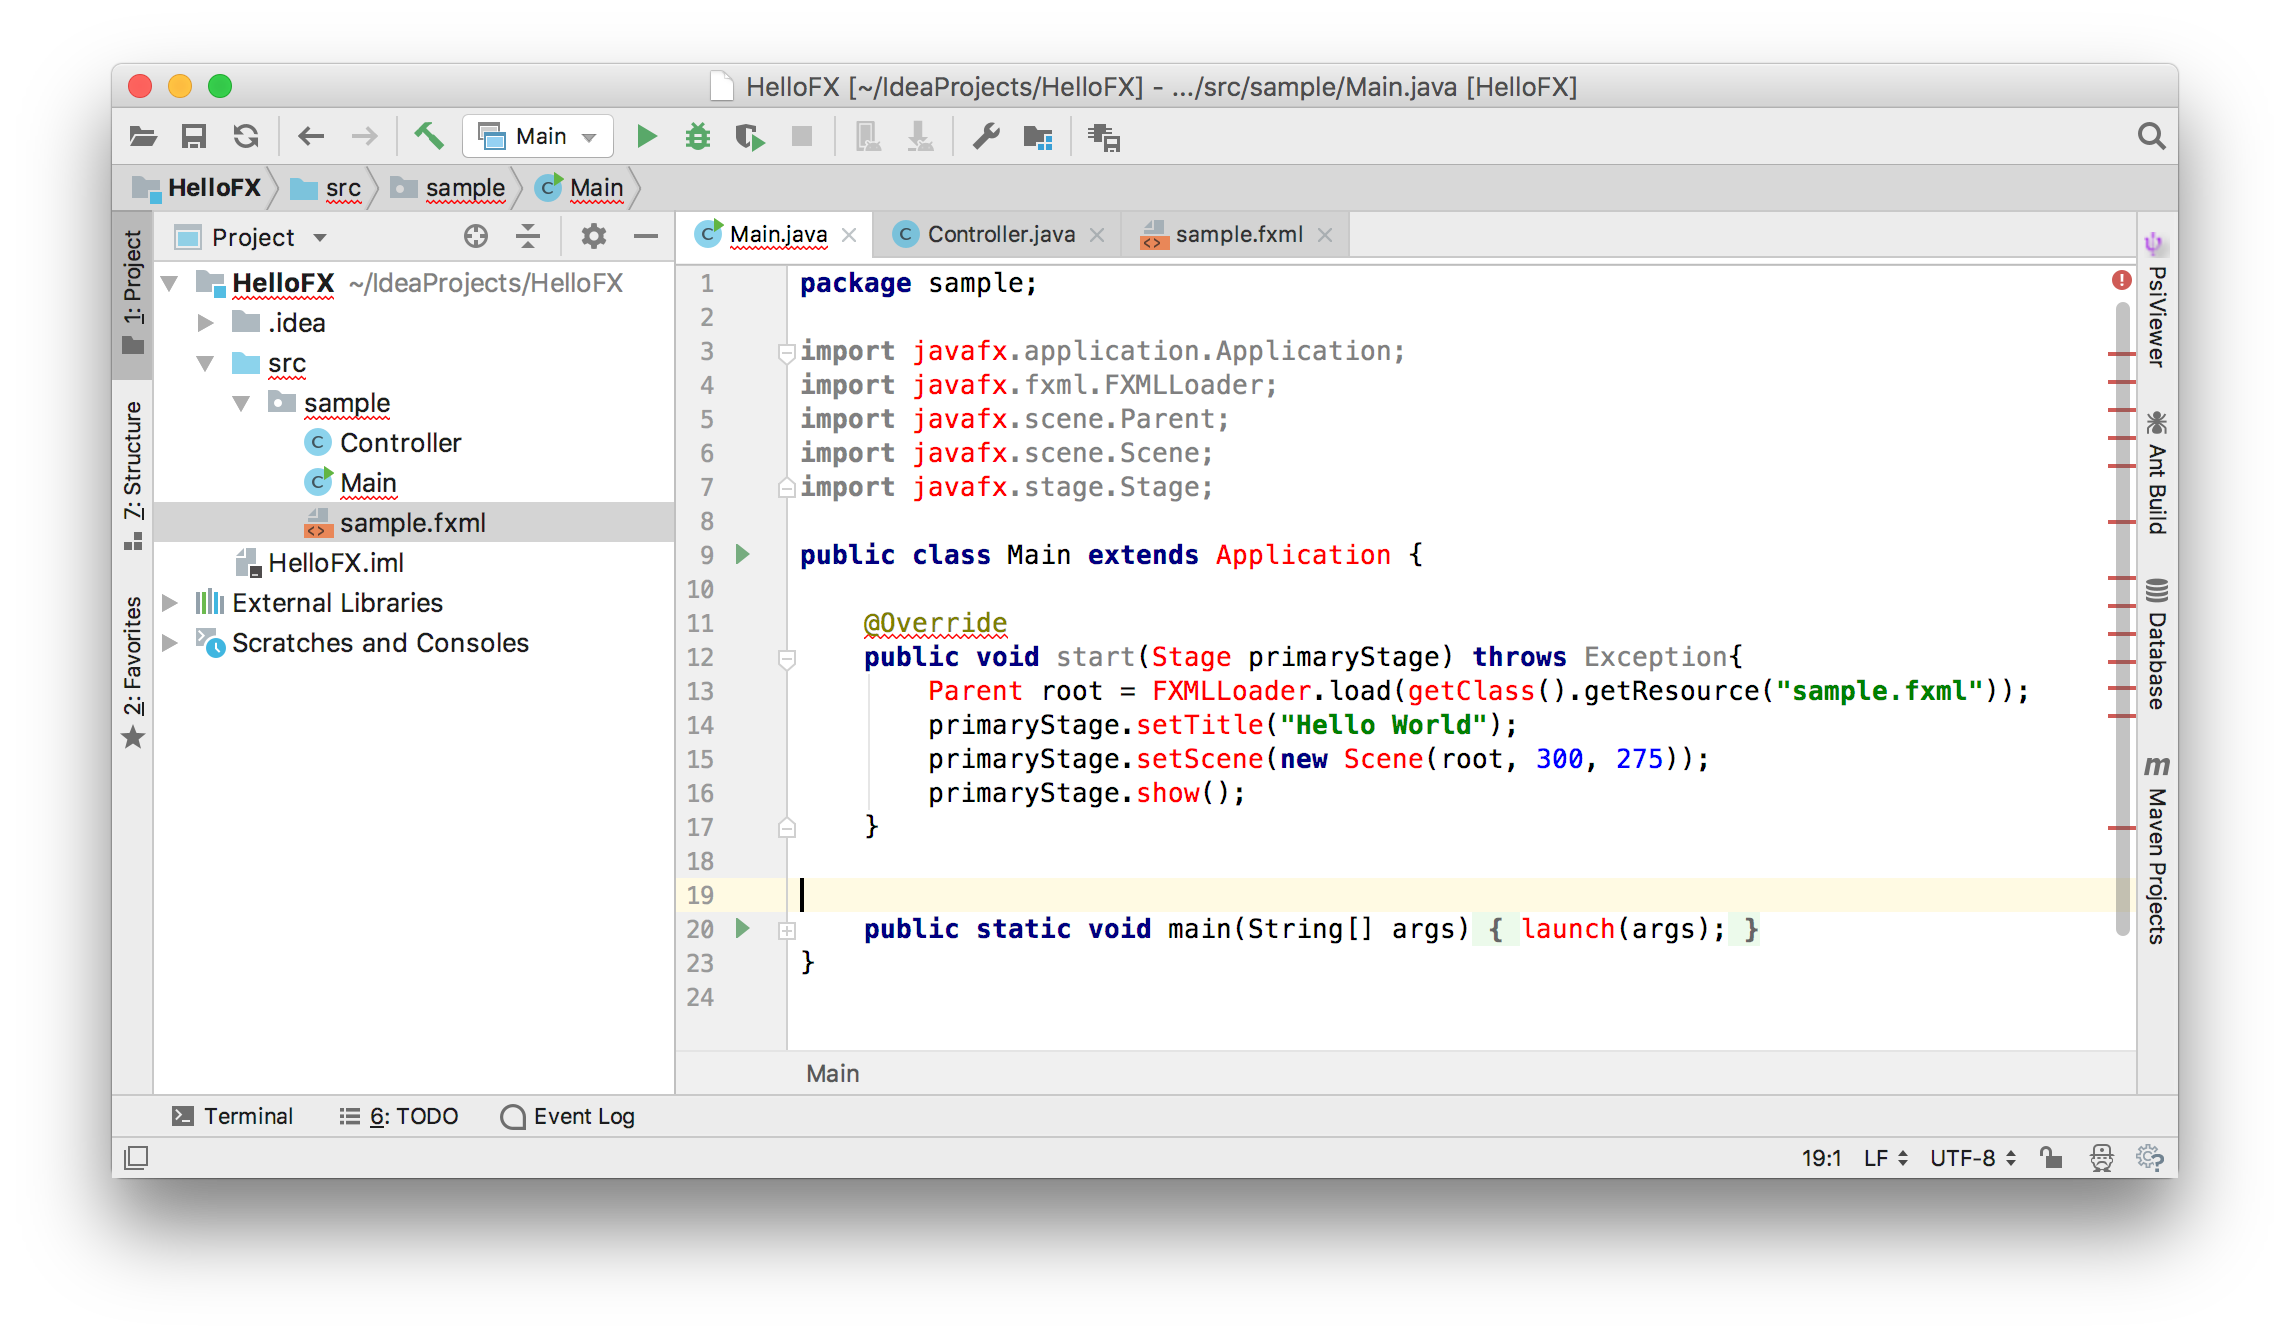 HelloFX [~/IdeaProjects/HelloFX] - .../src/sample/Main.java [HelloFX]
Main
HelloFX src sample Main
1: Project
7: Structure
2: Favorites
Project
HelloFX ~/IdeaProjects/HelloFX
.idea
src
sample
Controller
Main
sample.fxml
HelloFX.iml
External Libraries
Scratches and Consoles
Main.java Controller.java sample.fxml
1 package sample;
2
3 import javafx.application.Application;
4 import javafx.fxml.FXMLLoader;
5 import javafx.scene.Parent;
6 import javafx.scene.Scene;
7 import javafx.stage.Stage;
8
9 public class Main extends Application {
10
11 @Override
12 public void start(Stage primaryStage) throws Exception{
13 Parent root = FXMLLoader.load(getClass().getResource("sample.fxml"));
14 primaryStage.setTitle("Hello World");
15 primaryStage.setScene(new Scene(root, 300, 275));
16 primaryStage.show();
17 }
18
19
20 public static void main(String[] args) { launch(args); }
23 }
24
Main
PsiViewer
Ant Build
Database
Maven Projects
Terminal 6: TODO Event Log
19:1 LF UTF-8